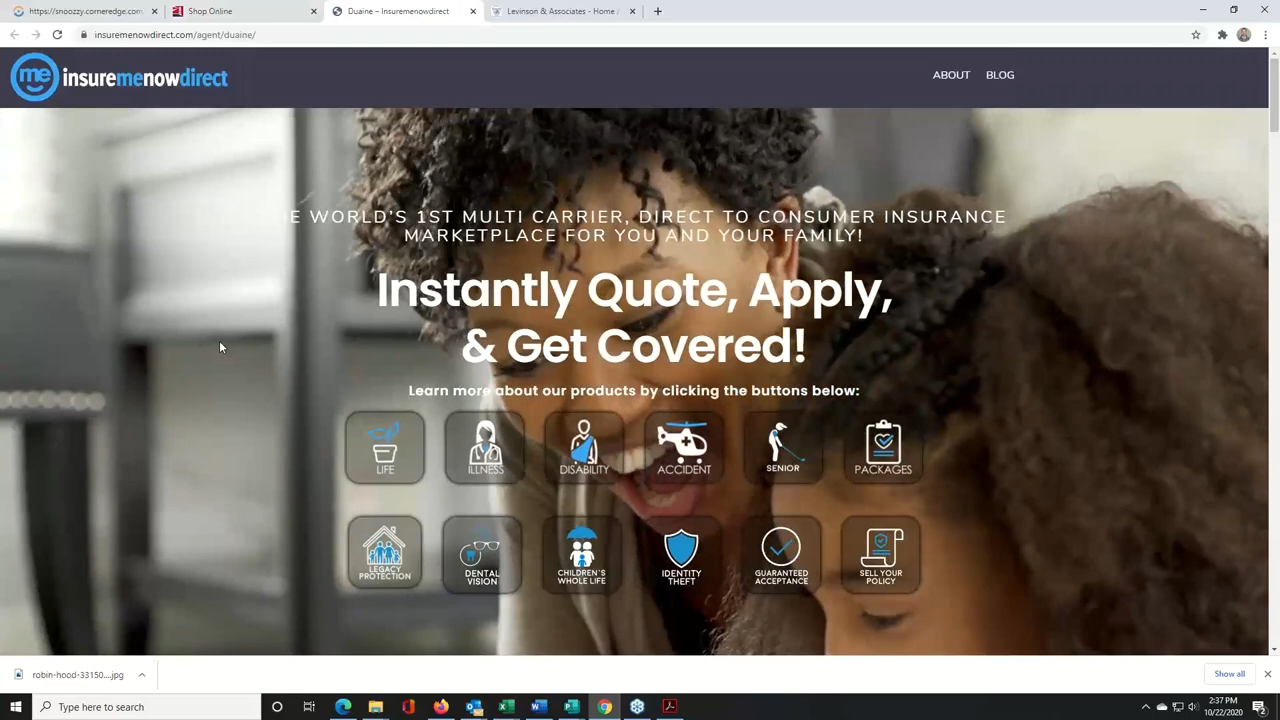 https://snoozzy.corneredge.com
Shop Online
Duaine – Insuremenowdirect
Levinson & Associates - Home /
insuremenowdirect.com/agent/duaine/
me insuremenowdirect
ABOUT
BLOG
WORLD'S 1ST MULTI CARRIER, DIRECT TO CONSUMER INSURANCE
MARKETPLACE FOR YOU AND YOUR FAMILY!
Instantly Quote, Apply,
& Get Covered!
Learn more about our products by clicking the buttons below:
LIFE
ILLNESS
DISABILITY
ACCIDENT
SENIOR
PACKAGES
LEGACY
PROTECTION
DENTAL
VISION
CHILDREN'S
WHOLE LIFE
IDENTITY
THEFT
GUARANTEED
ACCEPTANCE
SELL YOUR
POLICY
robin-hood-33150....jpg
Show all
Type here to search
2:37 PM
10/22/2020
2